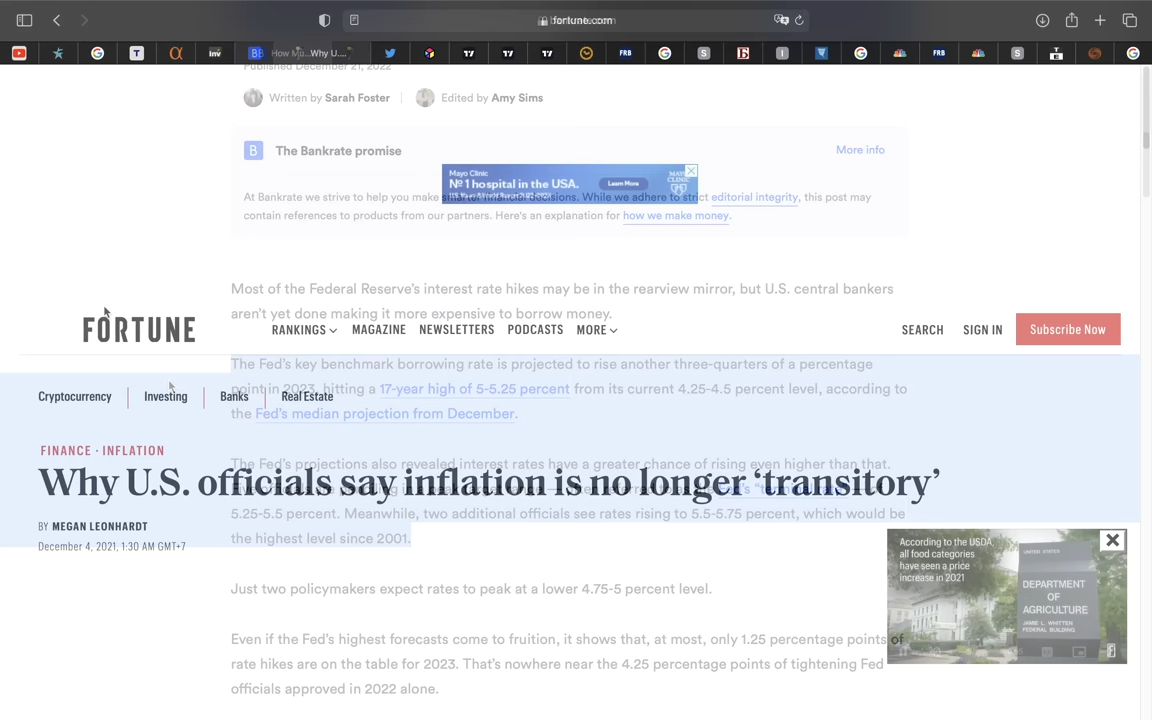 fortune.com
How M
Why U....
Published December 21, 2022
Written by Sarah Foster
Edited by Amy Sims
B
The Bankrate promise
More info
Mayo Clinic
№1 hospital in the USA.
Learn More
MAYO CLINIC
At Bankrate we strive to help you make smarter financial decisions. While we adhere to strict editorial integrity, this post may
contain references to products from our partners. Here's an explanation for how we make money.
Most of the Federal Reserve's interest rate hikes may be in the rearview mirror, but U.S. central bankers
aren't yet done making it more expensive to borrow money.
FORTUNE
RANKINGS MAGAZINE NEWSLETTERS PODCASTS MORE
SEARCH SIGN IN Subscribe Now
The Fed's key benchmark borrowing rate is projected to rise another three-quarters of a percentage
point in 2023, hitting a 17-year high of 5-5.25 percent from its current 4.25-4.5 percent level, according to
Cryptocurrency Investing Banks Real Estate
the Fed's median projection from December.
FINANCE · INFLATION
The Fed's projections also revealed interest rates have a greater chance of rising even higher than that.
Why U.S. officials say inflation is no longer ‘transitory’
5.25-5.5 percent. Meanwhile, two additional officials see rates rising to 5.5-5.75 percent, which would be
BY MEGAN LEONHARDT
the highest level since 2001.
December 4, 2021, 1:30 AM GMT+7
According to the USDA,
all food categories
have seen a price
increase in 2021
UNITED STATES
DEPARTMENT
OF
AGRICULTURE
JAMIE L. WHITTEN
FEDERAL BUILDING
Just two policymakers expect rates to peak at a lower 4.75-5 percent level.
Even if the Fed's highest forecasts come to fruition, it shows that, at most, only 1.25 percentage points of
rate hikes are on the table for 2023. That's nowhere near the 4.25 percentage points of tightening Fed
officials approved in 2022 alone.